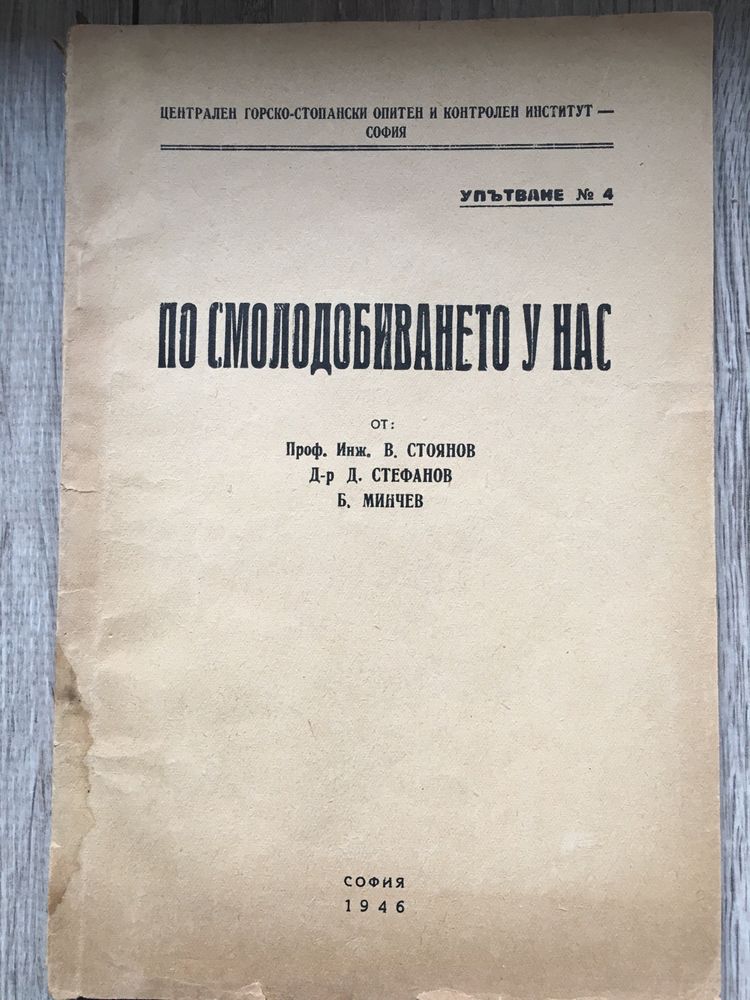 ЦЕНТРАЛЕН ГОРСКО-СТОПАНСКИ ОПИТЕН И КОНТРОЛЕН ИНСТИТУТ —
СОФИЯ
УПЪТВАНЕ № 4
ПО СМОЛОДОБИВАНЕТО У НАС
ОТ:
Проф. Инж. В. СТОЯНОВ
Д-р Д. СТЕФАНОВ
Б. МИНЧЕВ
СОФИЯ
1946